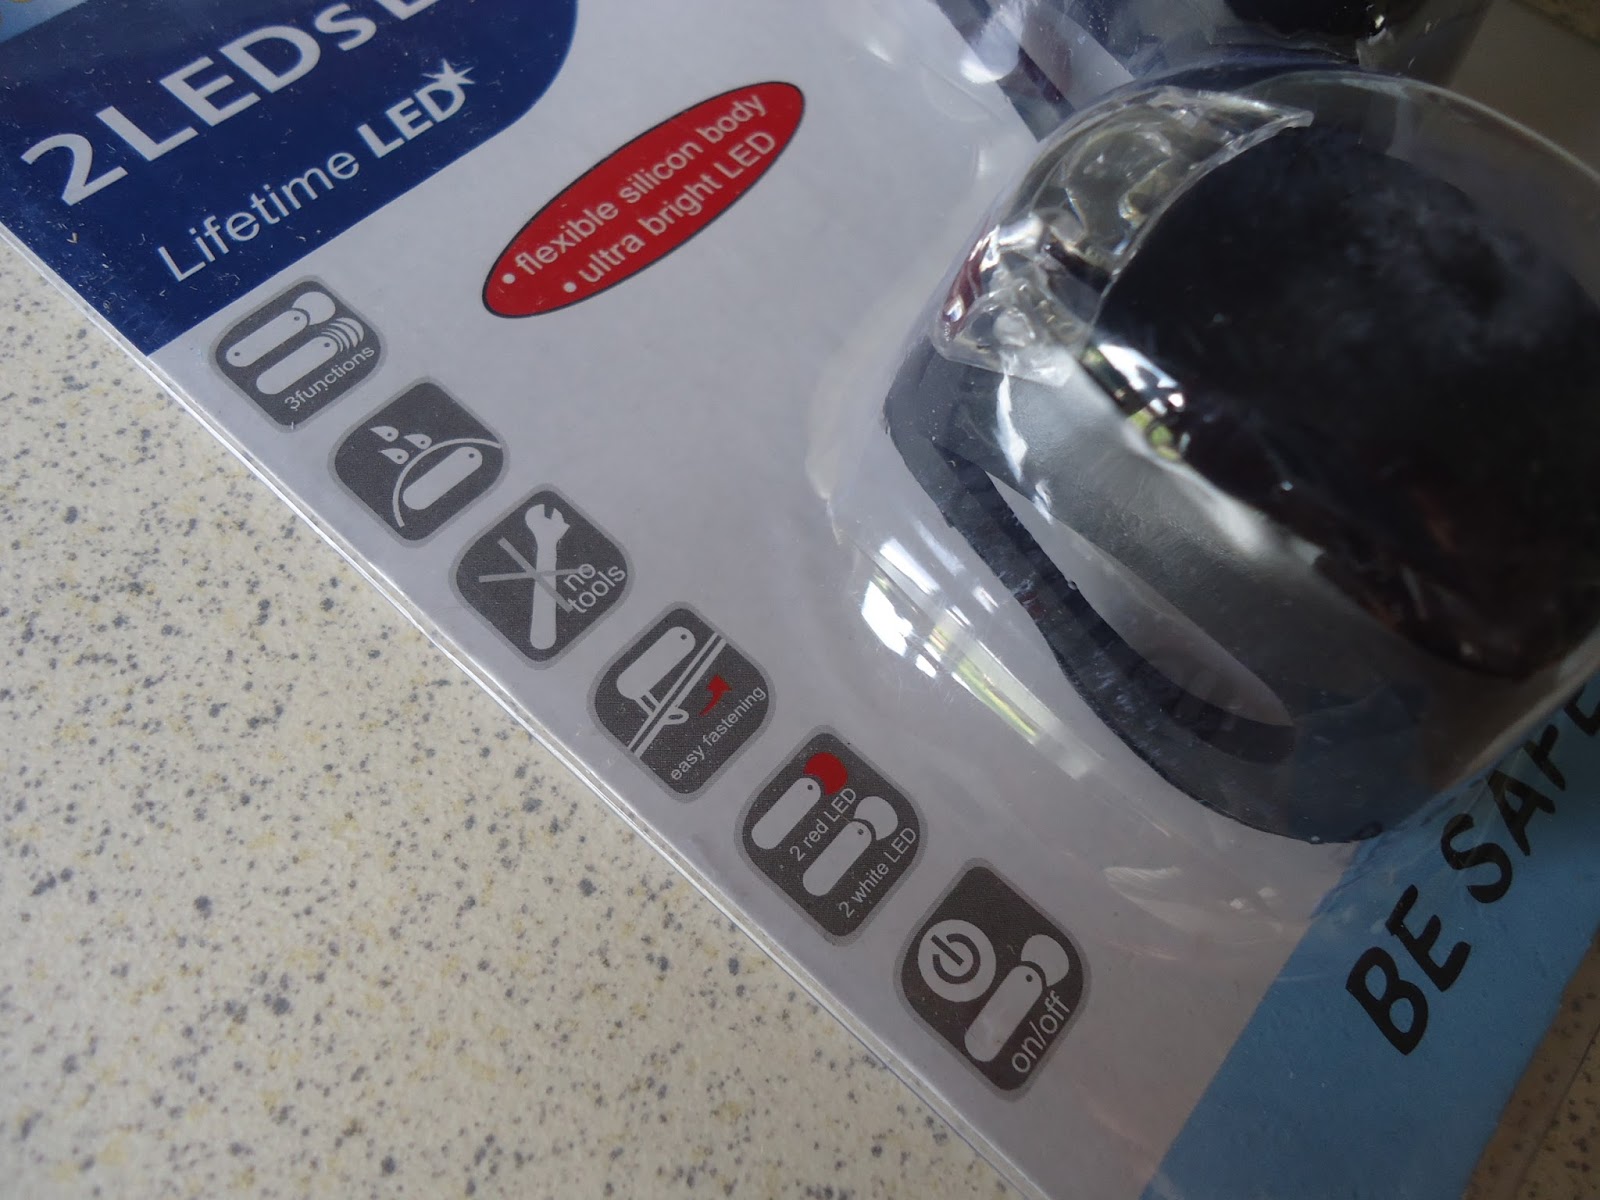 2LEDs
Lifetime LED
• flexible silicon body
• ultra bright LED
3functions
no
tools
easy fastening
2 red LED
2 white LED
on/off
BE SAFE